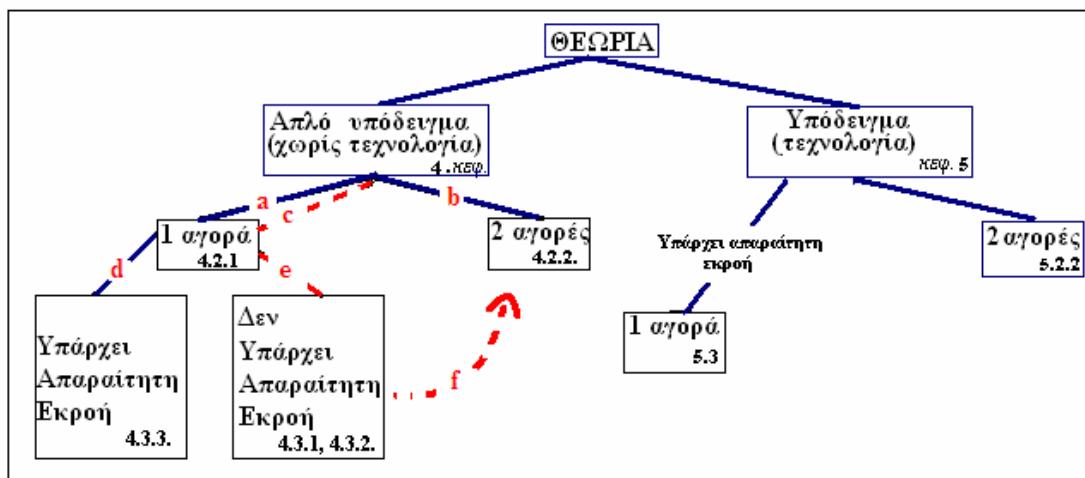 ΘΕΩΡΙΑ
Απλό υπόδειγμα
(χωρίς τεχνολογία)
4 .κεφ.
Υπόδειγμα
(τεχνολογία)
κεφ. 5
a
c
b
1 αγορά
4.2.1
2 αγορές
4.2.2.
Υπάρχει απαραίτητη
εκροή
2 αγορές
5.2.2
d
e
Υπάρχει
Απαραίτητη
Εκροή
4.3.3.
Δεν
Υπάρχει
Απαραίτητη
Εκροή
4.3.1, 4.3.2.
f
1 αγορά
5.3